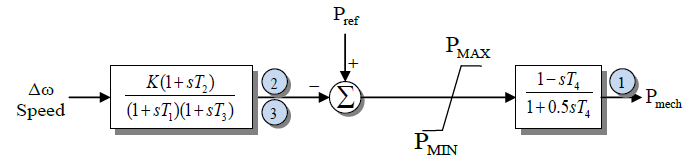 P_ref
+
P_MAX
Δω
Speed
K(1+sT_2)
(1+sT_1)(1+sT_3)
2
3
−
Σ
1−sT_4
1+0.5sT_4
1
P_mech
P_MIN